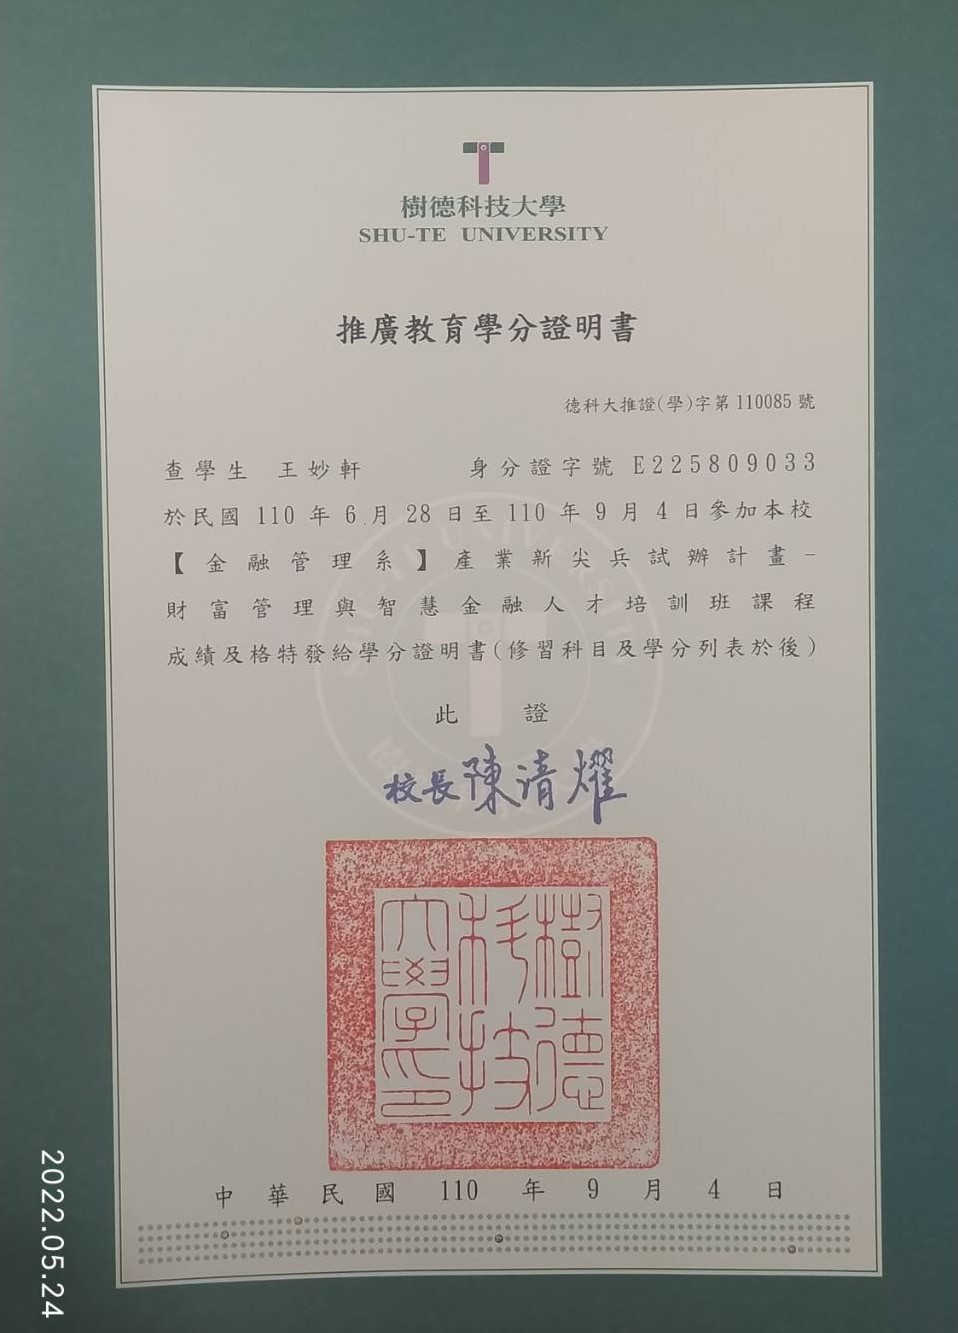 樹德科技大學
SHU-TE UNIVERSITY
推廣教育學分證明書
德科大推證(學)字第 110085 號
查學生 王妙軒 身分證字號 E225809033
於民國 110 年 6 月 28 日至 110 年 9 月 4 日參加本校
【金融管理系】產業新尖兵試辦計畫-
財富管理與智慧金融人才培訓班課程
成績及格特發給學分證明書(修習科目及學分列表於後)
此證
校長 陳清燿
樹德科技大學印
中華民國 110 年 9 月 4 日
2022.05.24